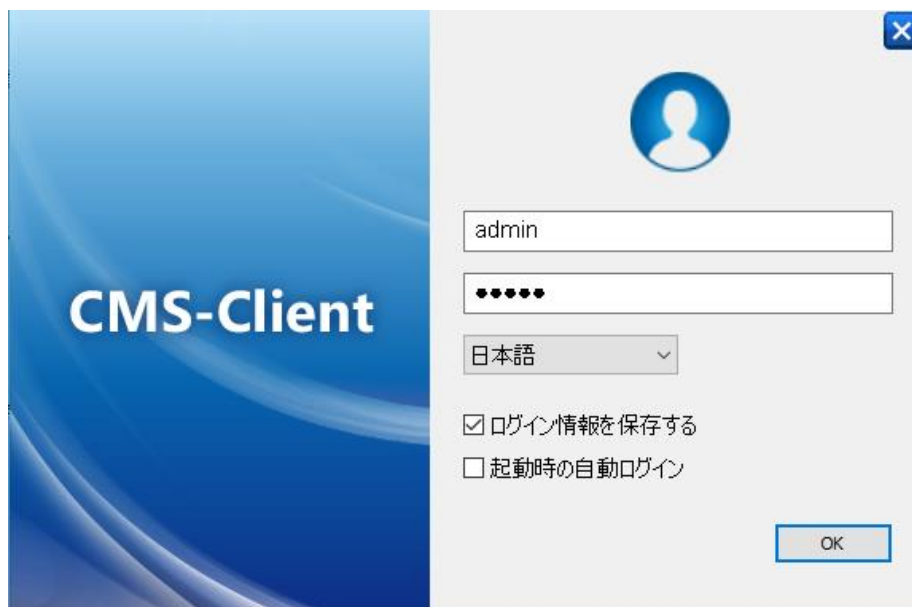 CMS-Client
admin
●●●●●
日本語
ログイン情報を保存する
起動時の自動ログイン
OK